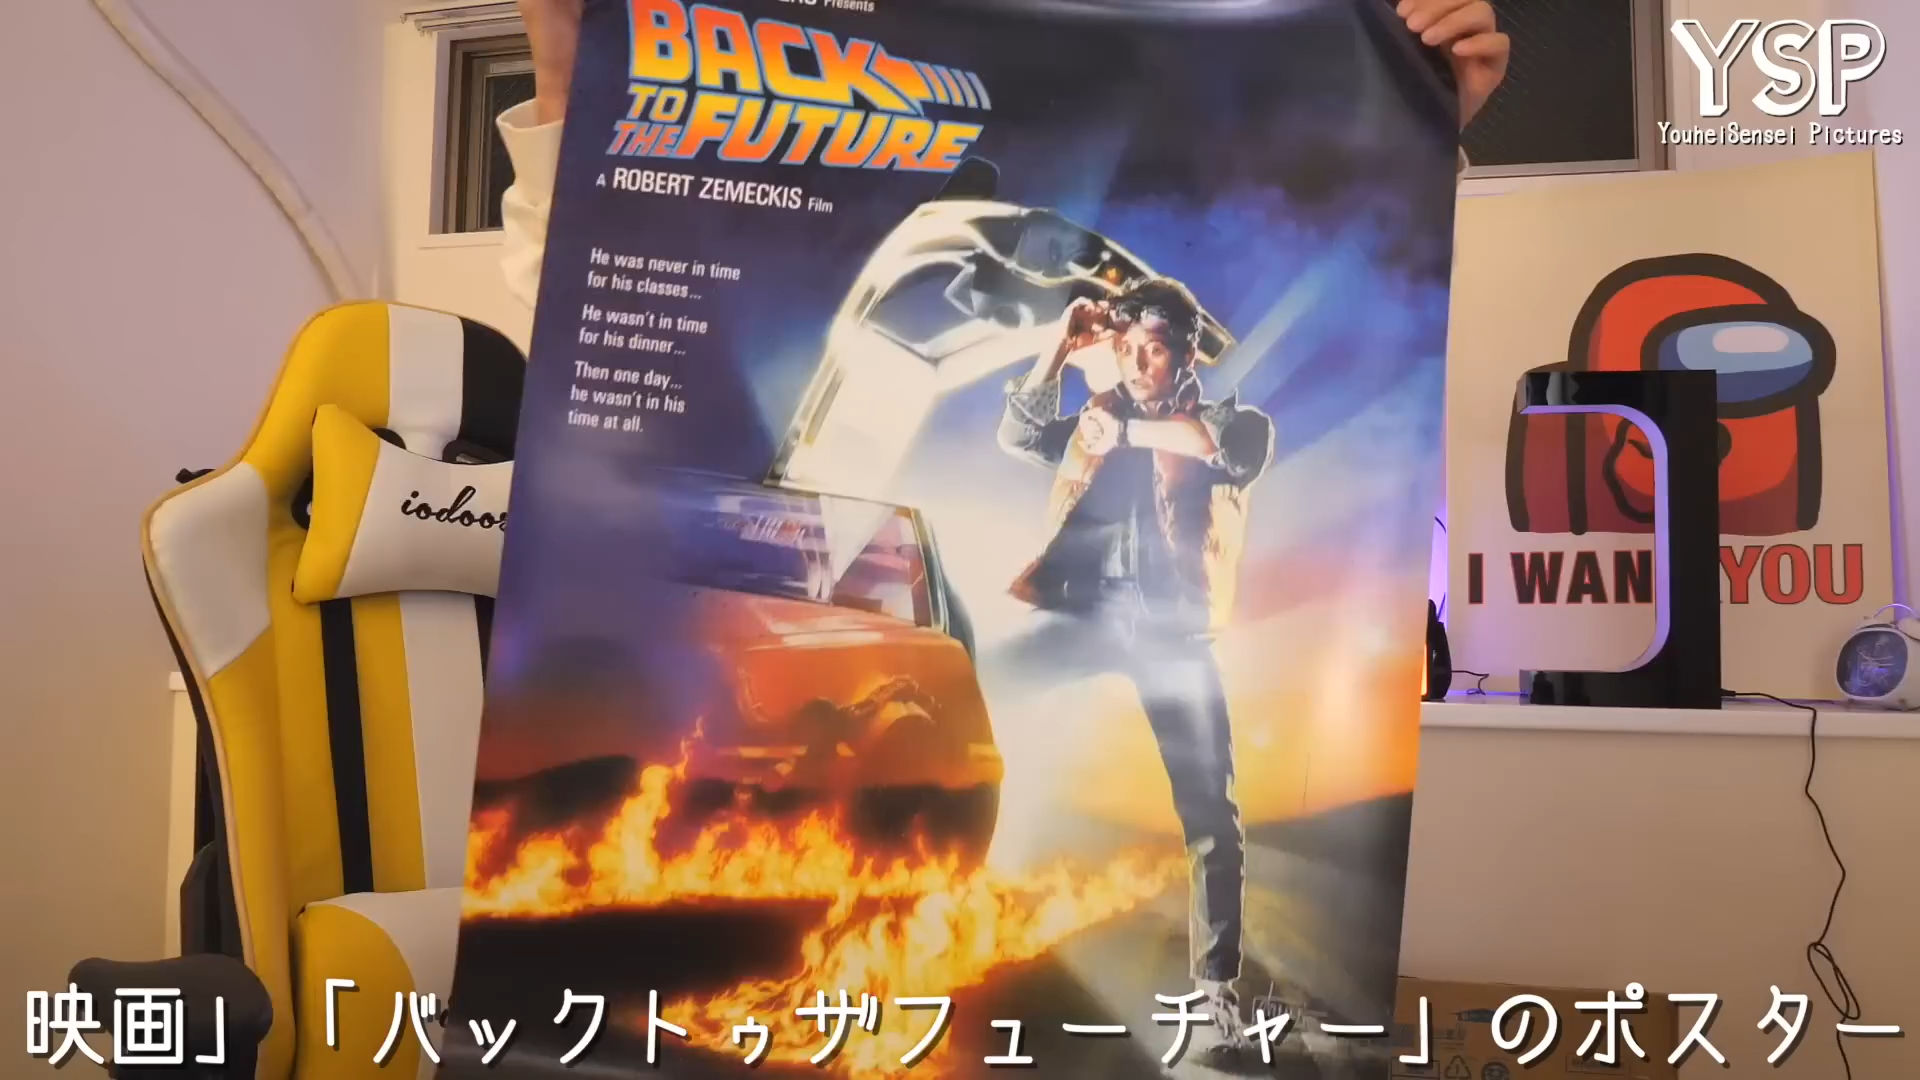 Presents
BACK
TO
THE FUTURE
A ROBERT ZEMECKIS Film
He was never in time
for his classes...
He wasn't in time
for his dinner...
Then one day...
he wasn't in his
time at all.
YSP
YouheiSensei Pictures
I WAN YOU
映画」「バックトゥザフューチャー」のポスター